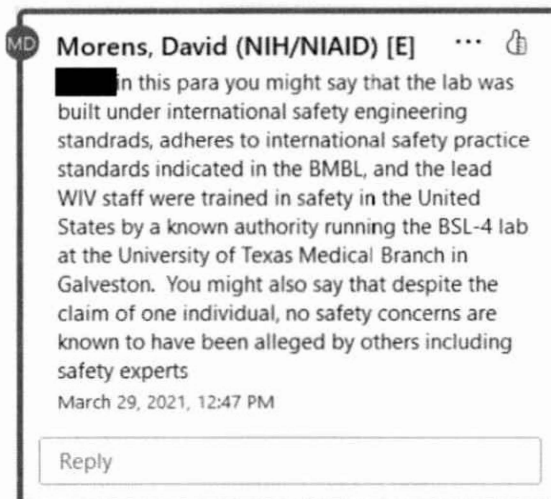 MD
Morens, David (NIH/NIAID) [E] ...
in this para you might say that the lab was
built under international safety engineering
standrads, adheres to international safety practice
standards indicated in the BMBL, and the lead
WIV staff were trained in safety in the United
States by a known authority running the BSL-4 lab
at the University of Texas Medical Branch in
Galveston.  You might also say that despite the
claim of one individual, no safety concerns are
known to have been alleged by others including
safety experts
March 29, 2021, 12:47 PM
Reply